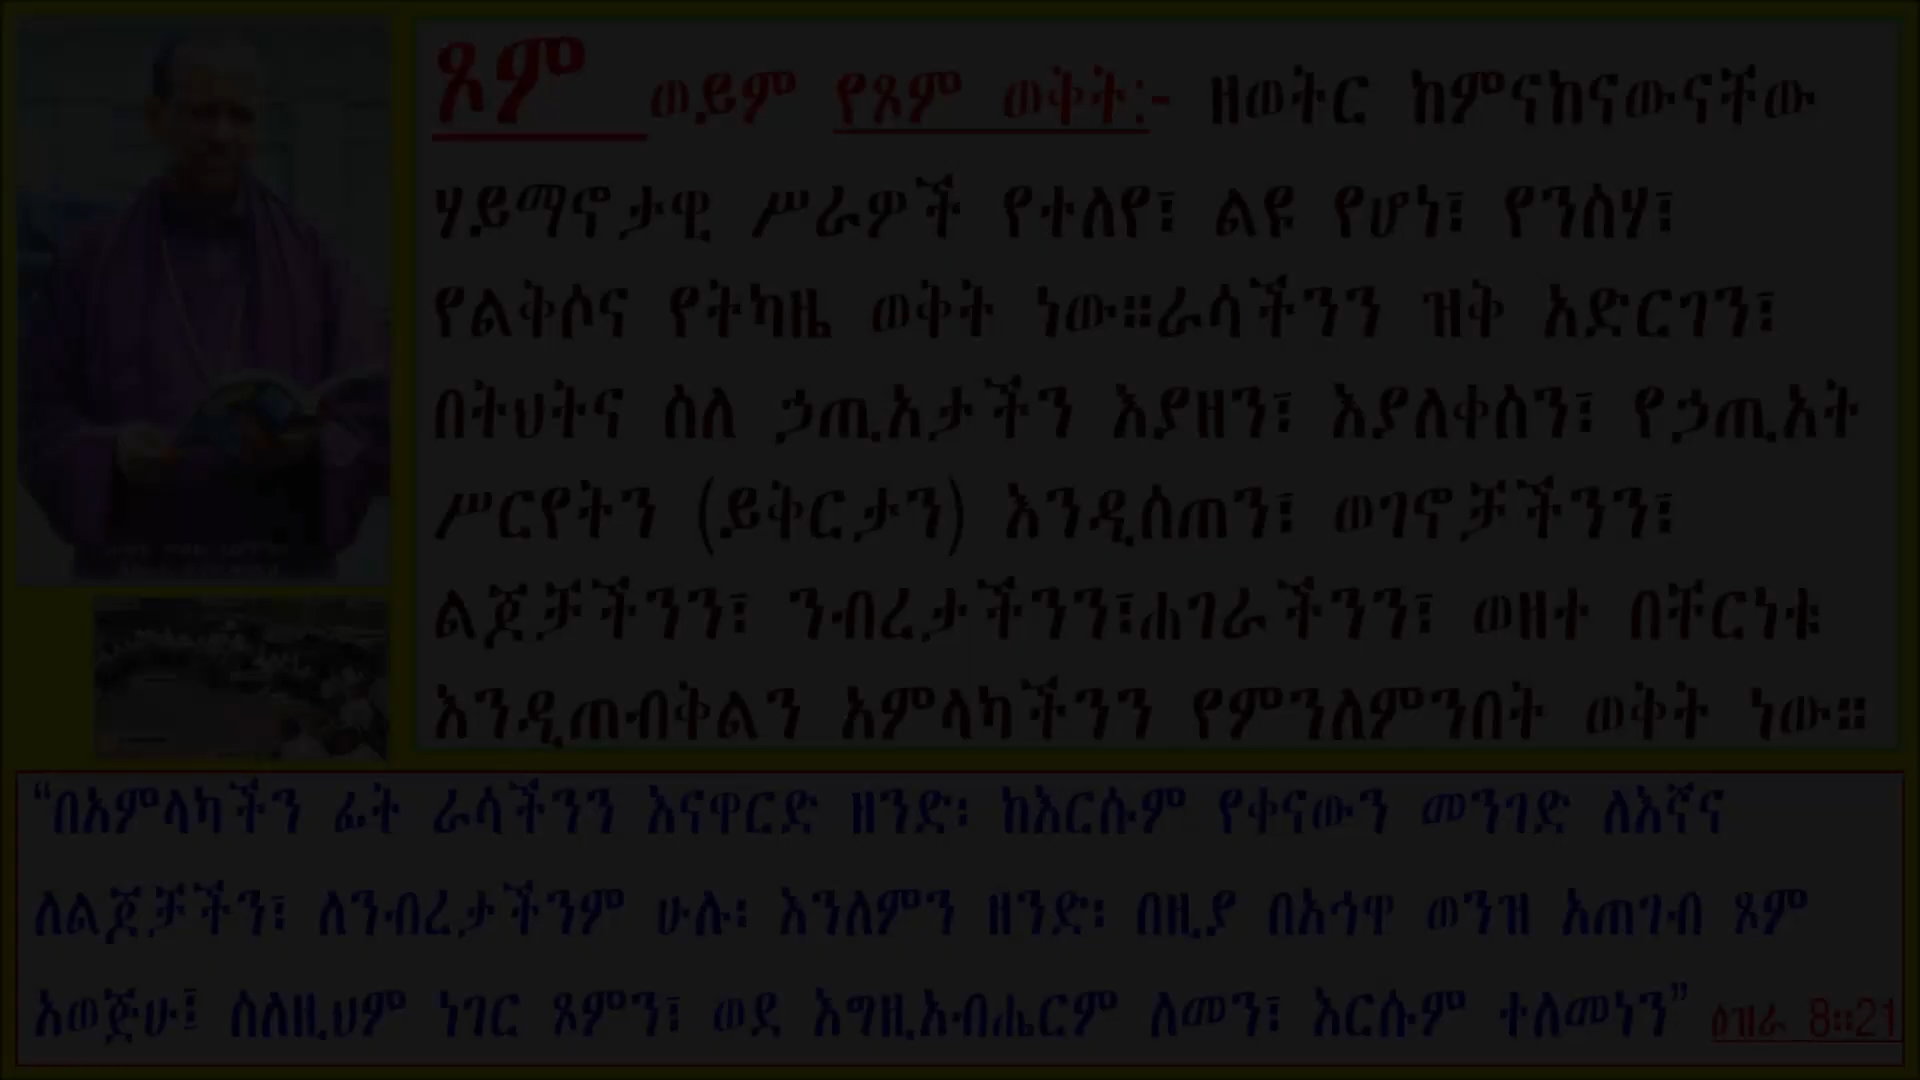 ጾም ወይም የጾም ወቅት:- ዘወትር ከምናከናውናቸው
ሃይማኖታዊ ሥራዎች የተለየ፣ ልዩ የሆነ፣ የንስሃ፣
የልቅሶና የትካዜ ወቅት ነው።ራሳችንን ዝቅ አድርገን፣
በትህትና ስለ ኃጢአታችን እያዘን፣ እያለቀስን፣ የኃጢአት
ሥርየትን (ይቅርታን) እንዲሰጠን፣ ወገኖቻችንን፣
ልጆቻችንን፣ ንብረታችንን፣ሐገራችንን፣ ወዘተ በቸርነቱ
እንዲጠብቅልን አምላካችንን የምንለምንበት ወቅት ነው።
“በአምላካችን ፊት ራሳችንን እናዋርድ ዘንድ፡ ከእርሱም የቀናውን መንገድ ለእኛና
ለልጆቻችን፣ ለንብረታችንም ሁሉ፡ እንለምን ዘንድ፡ በዚያ በአኅዋ ወንዝ አጠገብ ጾም
አወጅሁ፤ ስለዚህም ነገር ጾምን፣ ወደ እግዚአብሔርም ለመን፣ እርሱም ተለመነን” ዕዝራ 8።21